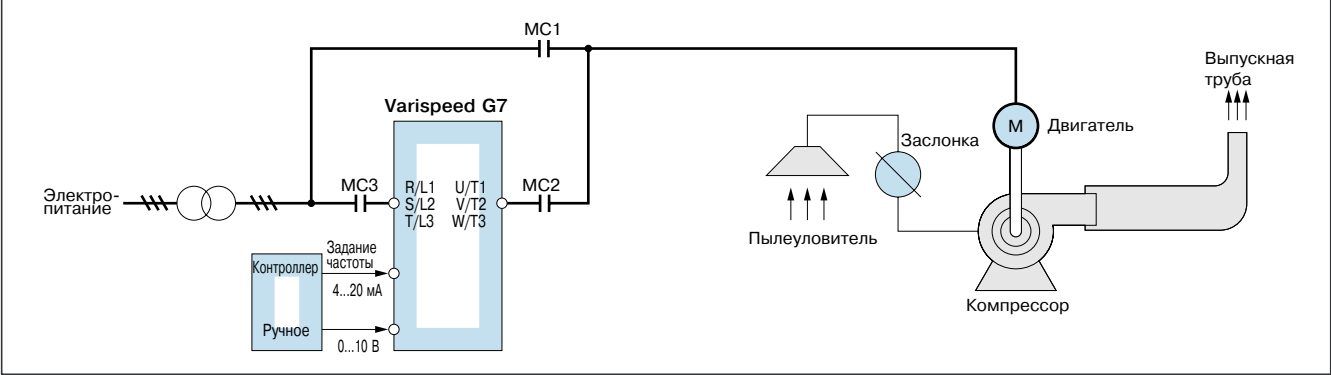 MC1
Выпускная
труба
Varispeed G7
М
Двигатель
Заслонка
Электро-
питание
MC3
R/L1
S/L2
T/L3
U/T1
V/T2
W/T3
MC2
Пылеуловитель
Компрессор
Контроллер
Ручное
Задание
частоты
4...20 мА
0...10 В